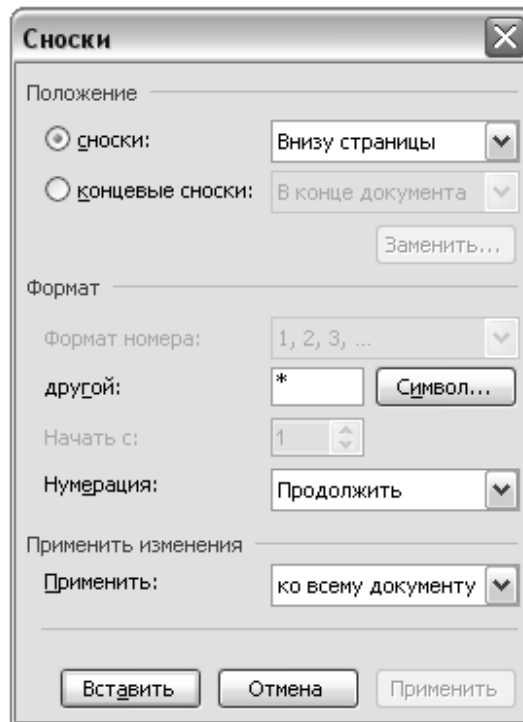 Сноски
Положение
сноски: Внизу страницы
концевые сноски: В конце документа
Заменить...
Формат
Формат номера: 1, 2, 3, ...
другой: * Символ...
Начать с: 1
Нумерация: Продолжить
Применить изменения
Применить: ко всему документу
Вставить Отмена Применить